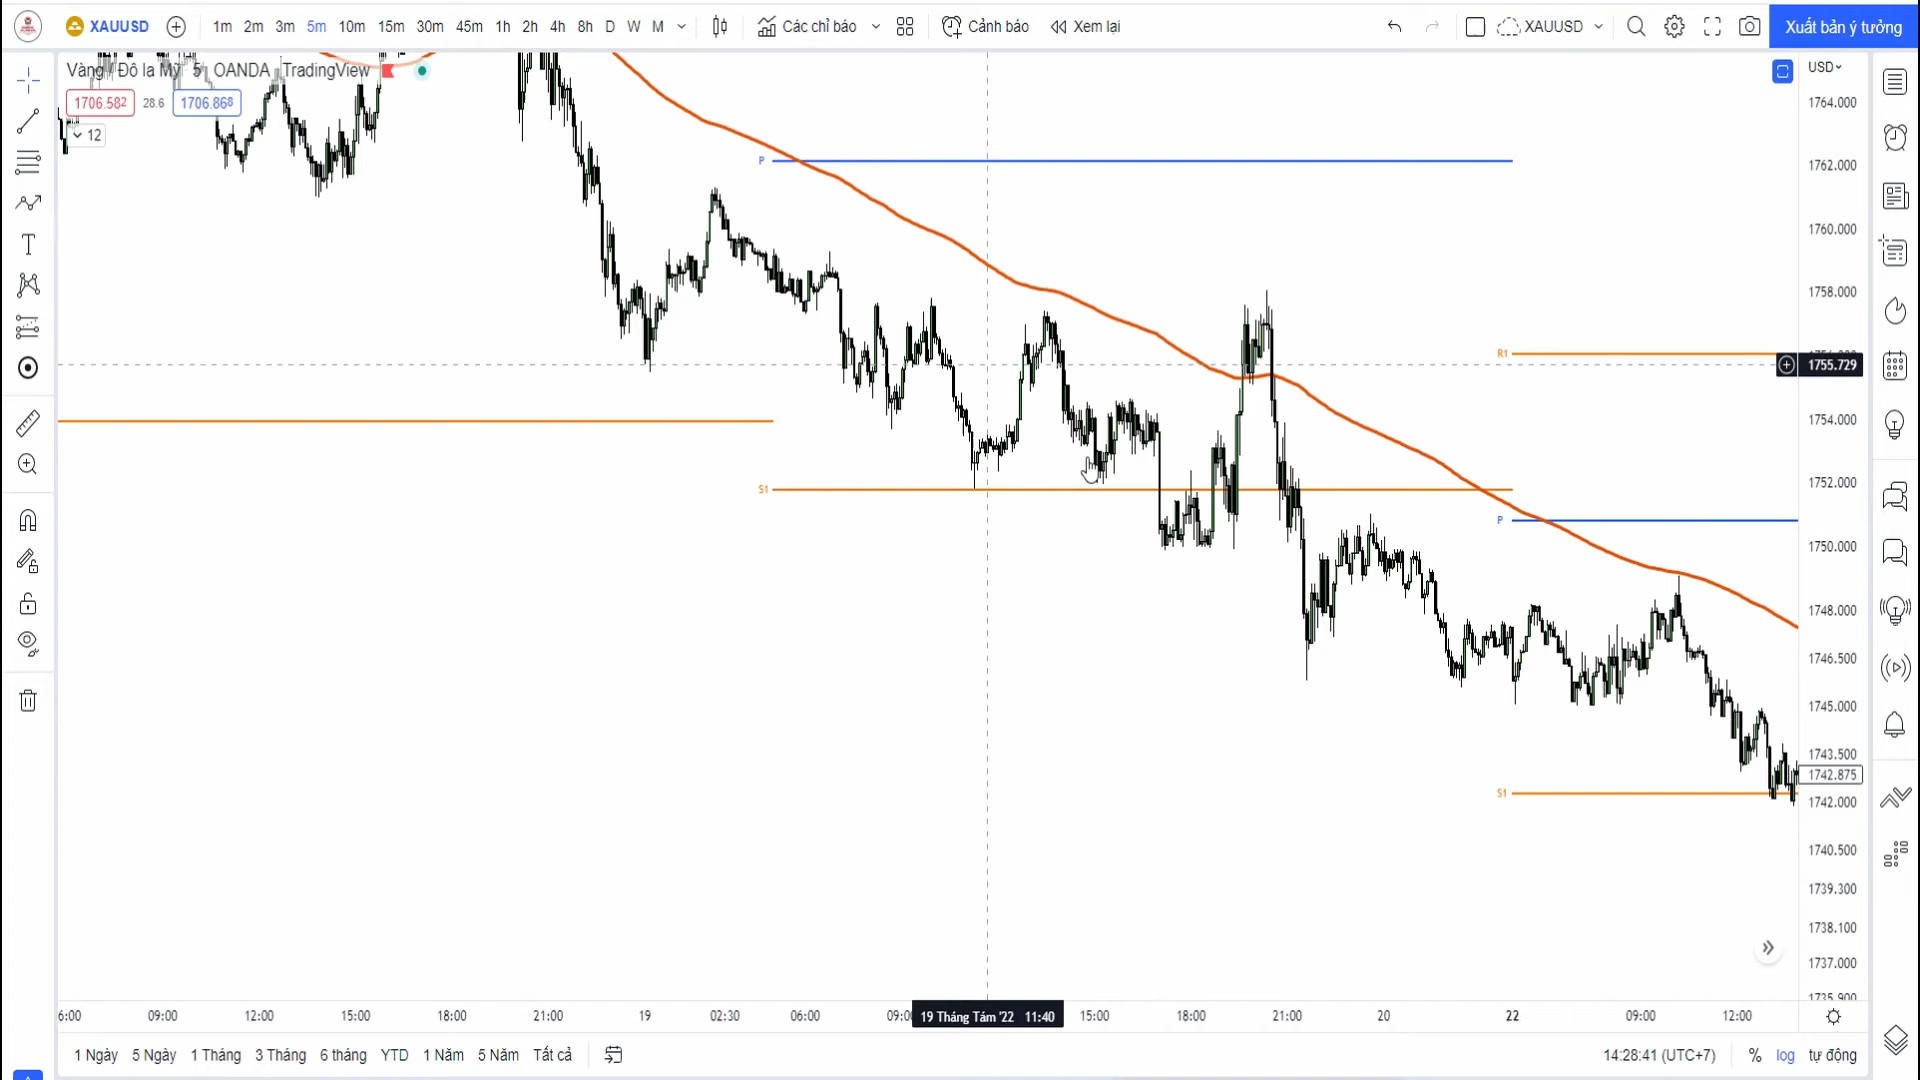 XAUUSD 1m 2m 3m 5m 10m 15m 30m 45m 1h 2h 4h 8h D W M Các chỉ báo Cảnh báo Xem lại XAUUSD Xuất bản ý tưởng
Vàng / Đô la Mỹ 5 OANDA TradingView
USD
1706.582 28.6 1706.868
12
1764.000
P
1762.000
1760.000
1758.000
R1
1755.729
1754.000
S1
1752.000
P
1750.000
1748.000
1746.500
1745.000
1743.500
1742.875
S1
1742.000
1740.500
1739.300
1738.100
1737.000
1735.900
6:00 09:00 12:00 15:00 18:00 21:00 19 02:30 06:00 09:00 19 Tháng Tám '22 11:40 15:00 18:00 21:00 20 22 09:00 12:00
1 Ngày 5 Ngày 1 Tháng 3 Tháng 6 tháng YTD 1 Năm 5 Năm Tất cả 14:28:41 (UTC+7) % log tự động